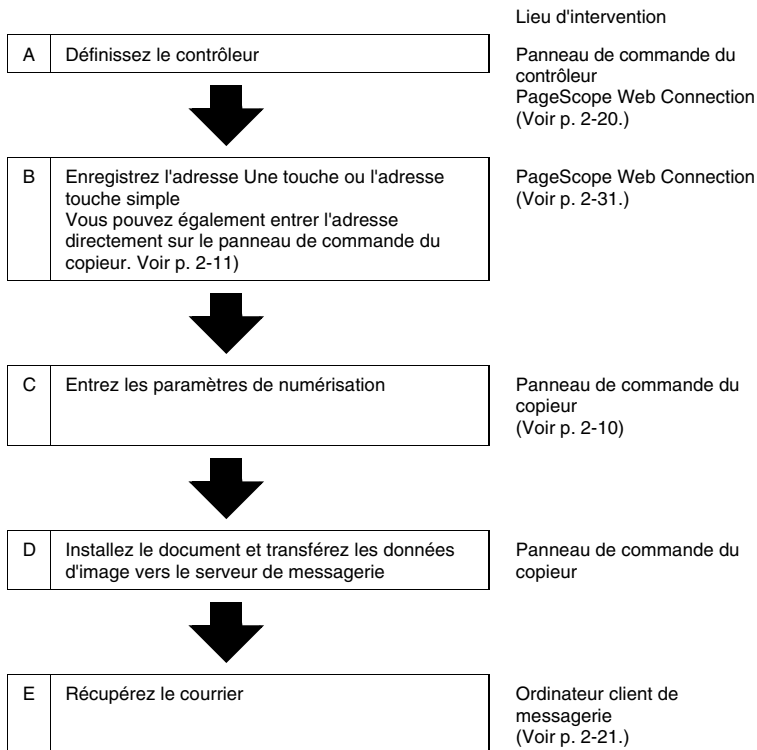 Lieu d'intervention
A Définissez le contrôleur
Panneau de commande du
contrôleur
PageScope Web Connection
(Voir p. 2-20.)
B Enregistrez l'adresse Une touche ou l'adresse
touche simple
Vous pouvez également entrer l'adresse
directement sur le panneau de commande du
copieur. Voir p. 2-11)
PageScope Web Connection
(Voir p. 2-31.)
C Entrez les paramètres de numérisation
Panneau de commande du
copieur
(Voir p. 2-10)
D Installez le document et transférez les données
d'image vers le serveur de messagerie
Panneau de commande du
copieur
E Récupérez le courrier
Ordinateur client de
messagerie
(Voir p. 2-21.)